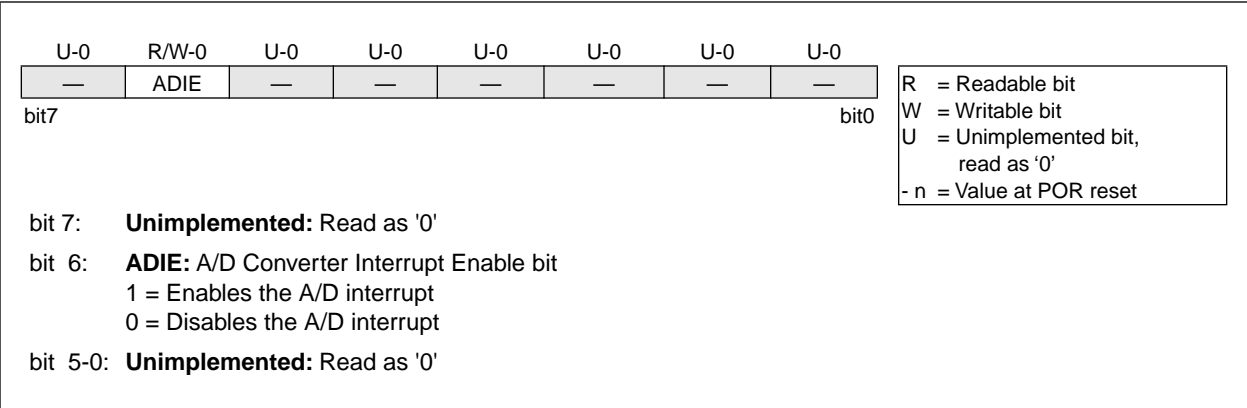 U-0 R/W-0 U-0 U-0 U-0 U-0 U-0 U-0
— ADIE — — — — — —
bit7 bit0
R = Readable bit
W = Writable bit
U = Unimplemented bit,
read as ‘0’
- n = Value at POR reset
bit 7: Unimplemented: Read as '0'
bit 6: ADIE: A/D Converter Interrupt Enable bit
1 = Enables the A/D interrupt
0 = Disables the A/D interrupt
bit 5-0: Unimplemented: Read as '0'